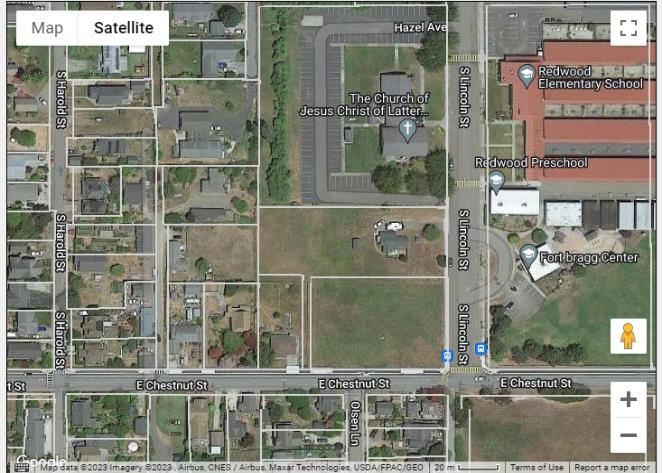 Map
Satellite
Hazel Ave
S Harold St
S Lincoln St
Redwood
Elementary School
The Church of
Jesus Christ of Latter...
Redwood Preschool
S Harold St
S Lincoln St
Fort bragg Center
S Harold St
S Lincoln St
t St
E Chestnut St
E Chestnut St
E Chestnut St
Olsen Ln
Google
Map data ©2023 Imagery ©2023 , Airbus, CNES / Airbus, Maxar Technologies, USDA/FPAC/GEO
20 m
Terms of Use
Report a map error